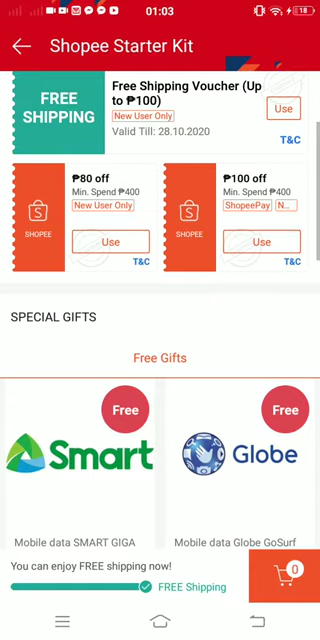 01:03
18
Shopee Starter Kit
FREE
SHIPPING
Free Shipping Voucher (Up
to ₱100)
New User Only
Valid Till: 28.10.2020
Use
T&C
SHOPEE
₱80 off
Min. Spend ₱400
New User Only
Use
T&C
SHOPEE
₱100 off
Min. Spend ₱400
ShopeePay
N...
Use
T&C
SPECIAL GIFTS
Free Gifts
Free
Smart
Free
Globe
Mobile data SMART GIGA
Mobile data Globe GoSurf
You can enjoy FREE shipping now!
FREE Shipping
0